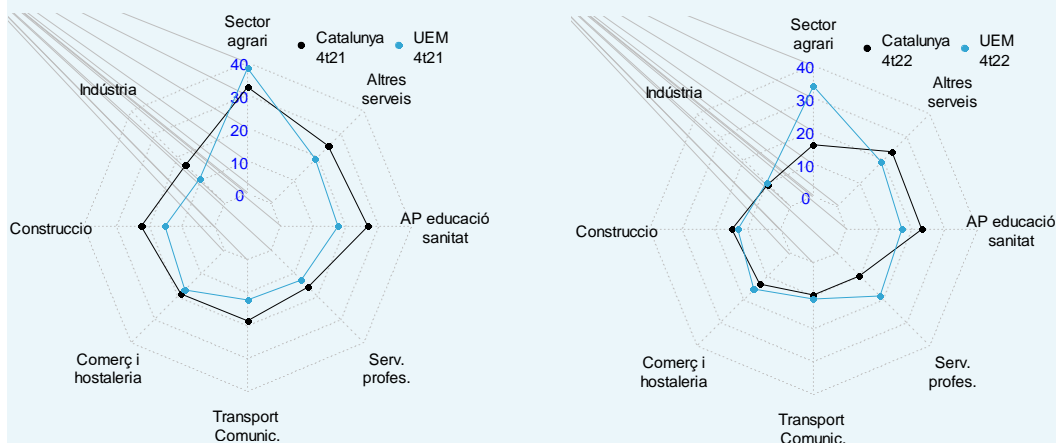 Sector
agrari
Catalunya
4t21
UEM
4t21
Altres
serveis
AP educació
sanitat
Serv.
profes.
Transport
Comunic.
Comerç i
hostaleria
Construccio
Indústria
40
30
20
10
0
Sector
agrari
Catalunya
4t22
UEM
4t22
Altres
serveis
AP educació
sanitat
Serv.
profes.
Transport
Comunic.
Comerç i
hostaleria
Construccio
Indústria
40
30
20
10
0